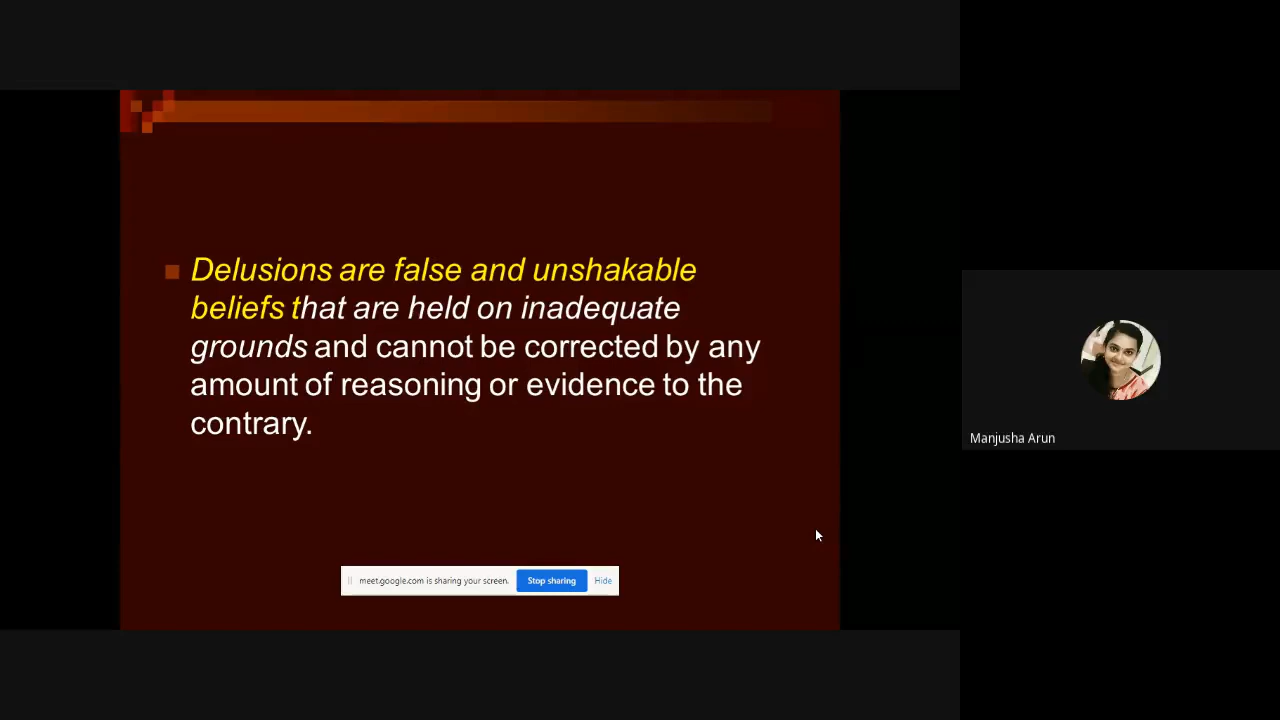 Delusions are false and unshakable
beliefs that are held on inadequate
grounds and cannot be corrected by any
amount of reasoning or evidence to the
contrary.
Manjusha Arun
meet.google.com is sharing your screen.
Stop sharing
Hide